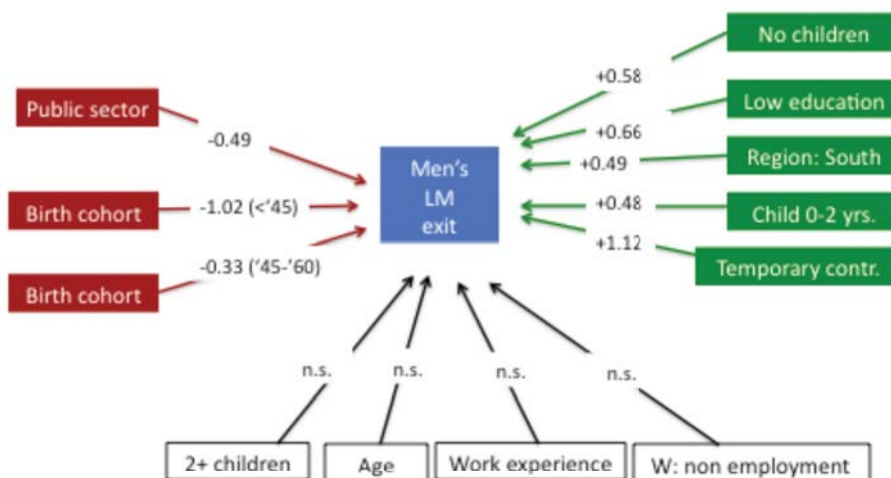 No children
+0.58
Public sector
Low education
-0.49
+0.66
Men's
LM
exit
+0.49
Region: South
Birth cohort
-1.02 (<'45)
+0.48
Child 0-2 yrs.
-0.33 ('45-'60)
+1.12
Birth cohort
Temporary contr.
n.s.
n.s.
n.s.
n.s.
2+ children
Age
Work experience
W: non employment